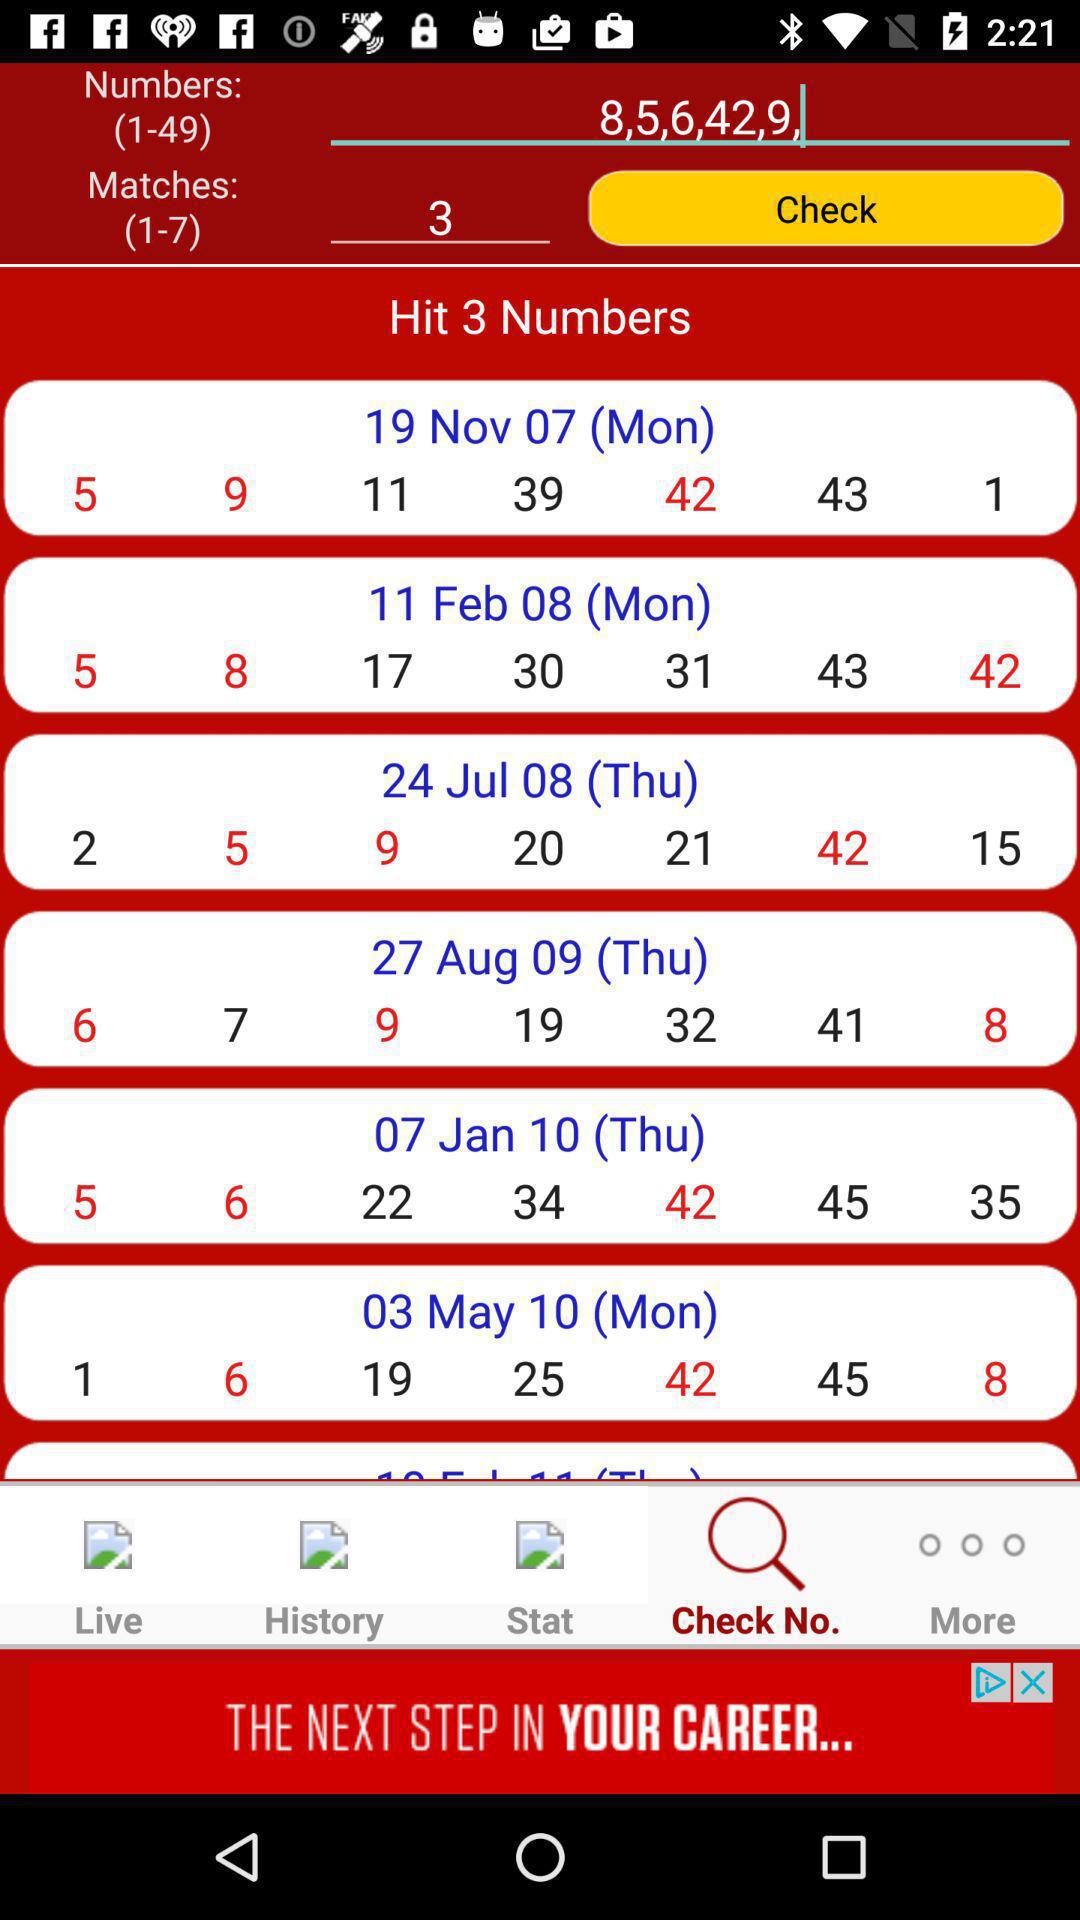 FAKE
2:21
Numbers:
(1-49)
8,5,6,42,9,
Matches:
(1-7)
3
Check
Hit 3 Numbers
19 Nov 07 (Mon)
5 9 11 39 42 43 1
11 Feb 08 (Mon)
5 8 17 30 31 43 42
24 Jul 08 (Thu)
2 5 9 20 21 42 15
27 Aug 09 (Thu)
6 7 9 19 32 41 8
07 Jan 10 (Thu)
5 6 22 34 42 45 35
03 May 10 (Mon)
1 6 19 25 42 45 8
Live History Stat Check No. More
THE NEXT STEP IN YOUR CAREER...